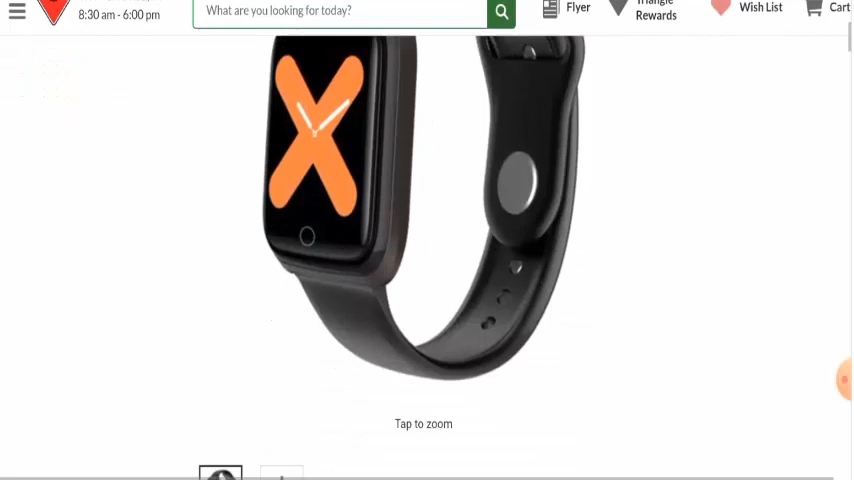 8:30 am - 6:00 pm
What are you looking for today?
Flyer
Triangle
Rewards
Wish List
Cart
Tap to zoom